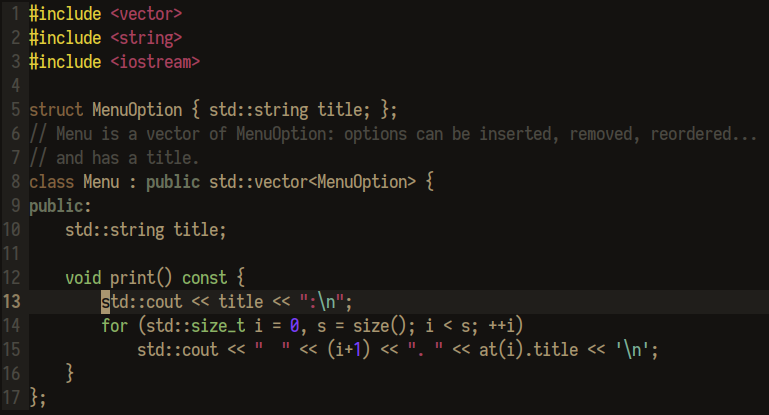 1 #include <vector>
2 #include <string>
3 #include <iostream>
4
5 struct MenuOption { std::string title; };
6 // Menu is a vector of MenuOption: options can be inserted, removed, reordered...
7 // and has a title.
8 class Menu : public std::vector<MenuOption> {
9 public:
10     std::string title;
11
12     void print() const {
13         std::cout << title << ":\n";
14         for (std::size_t i = 0, s = size(); i < s; ++i)
15             std::cout << "  " << (i+1) << ". " << at(i).title << '\n';
16     }
17 };